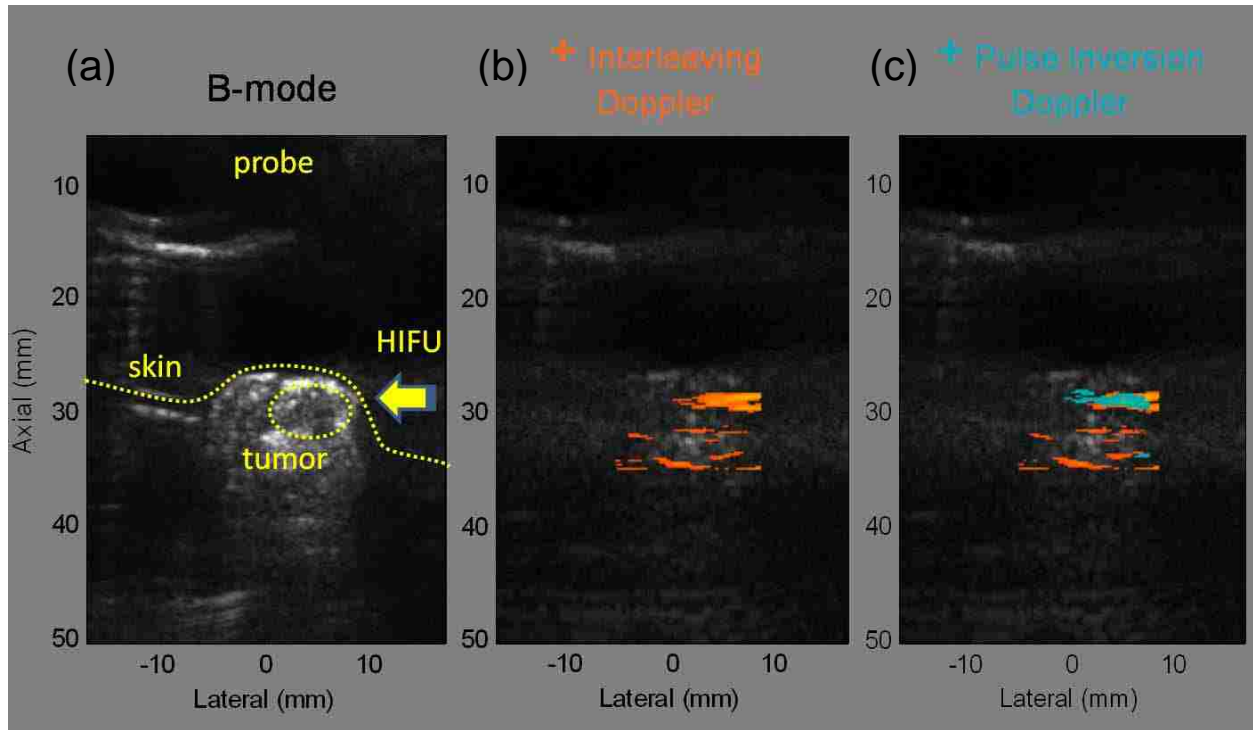 (a)
B-mode
(b)
+ Interleaving
Doppler
(c)
+ Pulse Inversion
Doppler
probe
skin
HIFU
tumor
Axial (mm)
10
20
30
40
50
-10 0 10
Lateral (mm)
10
20
30
40
50
-10 0 10
Lateral (mm)
10
20
30
40
50
-10 0 10
Lateral (mm)